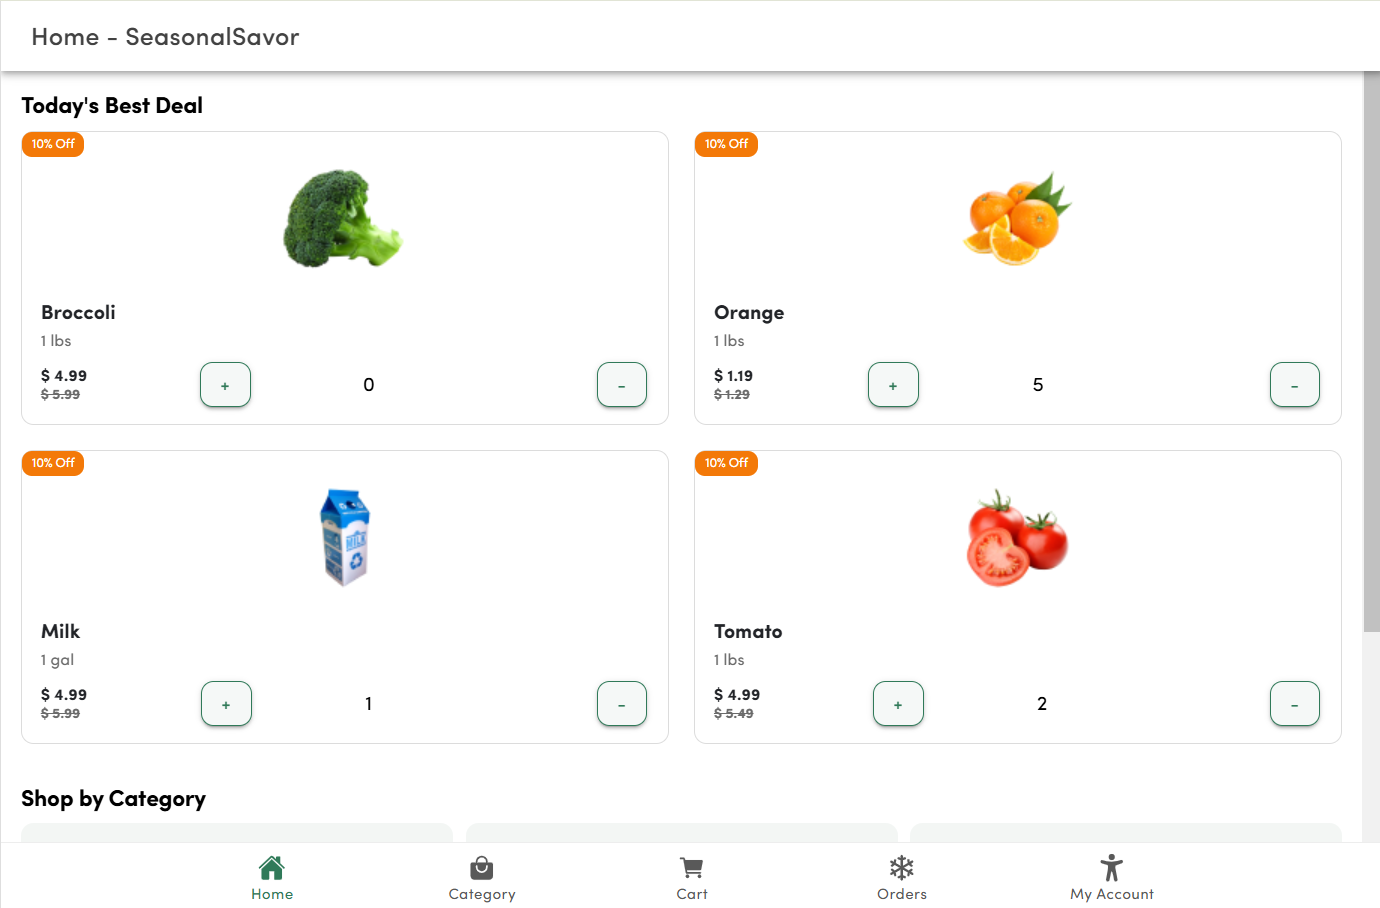 Home - SeasonalSavor
Today's Best Deal
10% Off
Broccoli
1 lbs
$ 4.99
$ 5.99
+
0
-
10% Off
Orange
1 lbs
$ 1.19
$ 1.29
+
5
-
10% Off
MILK
Milk
1 gal
$ 4.99
$ 5.99
+
1
-
10% Off
Tomato
1 lbs
$ 4.99
$ 5.49
+
2
-
Shop by Category
Home
Category
Cart
Orders
My Account